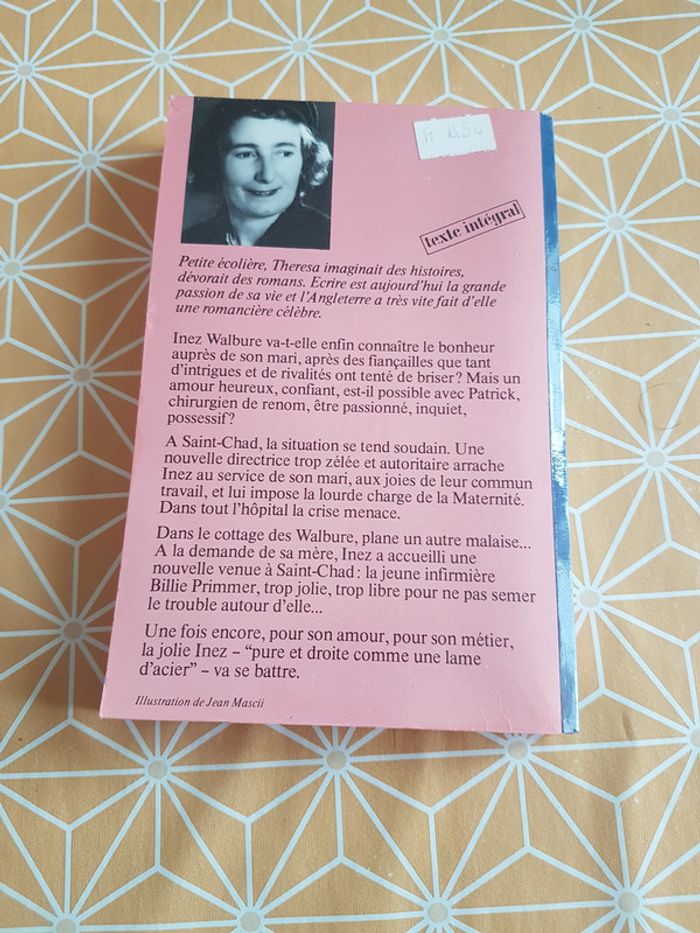 8,50
texte intégral
Petite écolière, Theresa imaginait des histoires,
dévorait des romans. Ecrire est aujourd'hui la grande
passion de sa vie et l'Angleterre a très vite fait d'elle
une romancière célèbre.
Inez Walbure va-t-elle enfin connaître le bonheur
auprès de son mari, après des fiançailles que tant
d'intrigues et de rivalités ont tenté de briser? Mais un
amour heureux, confiant, est-il possible avec Patrick,
chirurgien de renom, être passionné, inquiet,
possessif?
A Saint-Chad, la situation se tend soudain. Une
nouvelle directrice trop zélée et autoritaire arrache
Inez au service de son mari, aux joies de leur commun
travail, et lui impose la lourde charge de la Maternité.
Dans tout l'hôpital la crise menace.
Dans le cottage des Walbure, plane un autre malaise...
A la demande de sa mère, Inez a accueilli une
nouvelle venue à Saint-Chad: la jeune infirmière
Billie Primmer, trop jolie, trop libre pour ne pas semer
le trouble autour d'elle...
Une fois encore, pour son amour, pour son métier,
la jolie Inez – "pure et droite comme une lame
d'acier" – va se battre.
Illustration de Jean Mascii